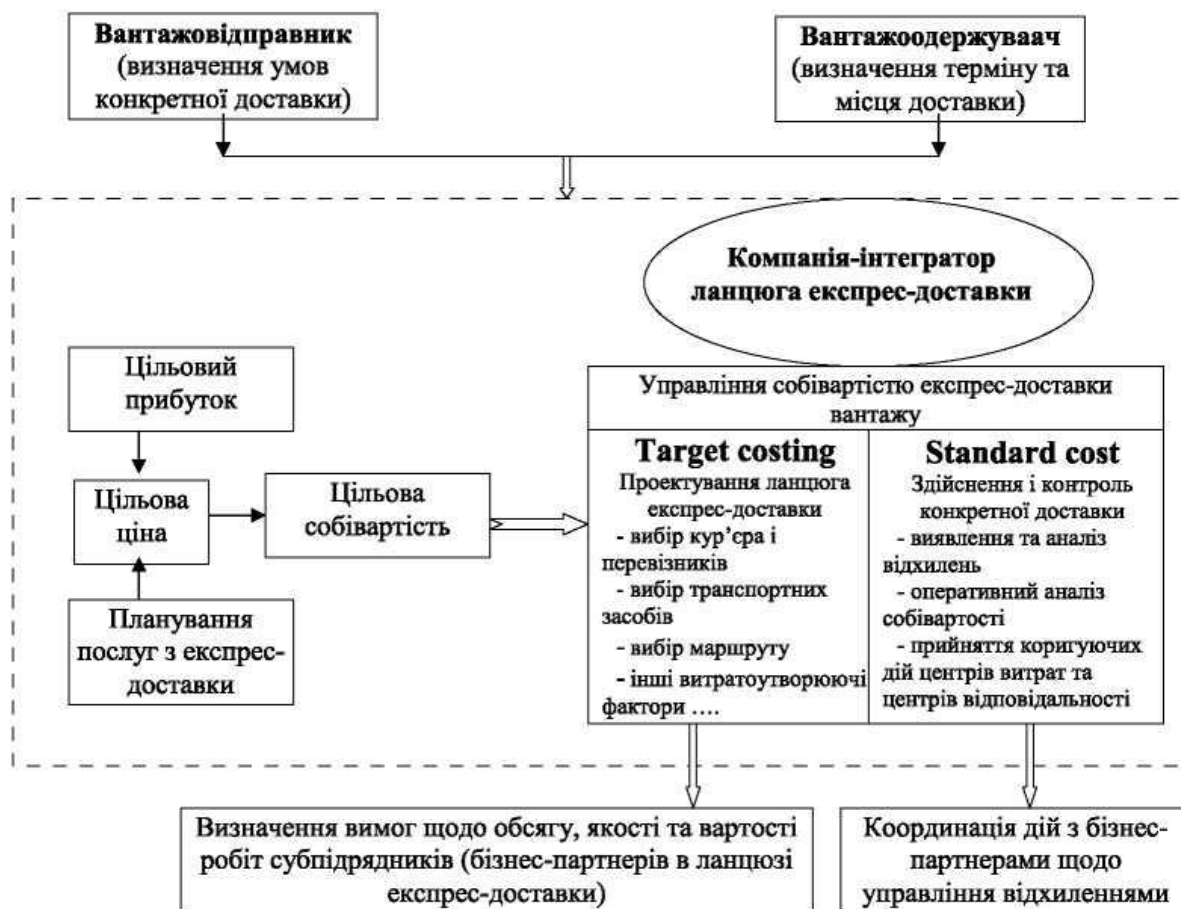 Вантажовідправник
(визначення умов
конкретної доставки)
Вантажоодержуваач
(визначення терміну та
місця доставки)
Компанія-інтегратор
ланцюга експрес-доставки
Цільовий
прибуток
Цільова
ціна
Планування
послуг з експрес-
доставки
Цільова
собівартість
Управління собівартістю експрес-доставки
вантажу
Target costing
Проектування ланцюга
експрес-доставки
- вибір кур’єра і
перевізників
- вибір транспортних
засобів
- вибір маршруту
- інші витратоутворюючі
фактори ….
Standard cost
Здійснення і контроль
конкретної доставки
- виявлення та аналіз
відхилень
- оперативний аналіз
собівартості
- прийняття коригуючих
дій центрів витрат та
центрів відповідальності
Визначення вимог щодо обсягу, якості та вартості
робіт субпідрядників (бізнес-партнерів в ланцюзі
експрес-доставки)
Координація дій з бізнес-
партнерами щодо
управління відхиленнями